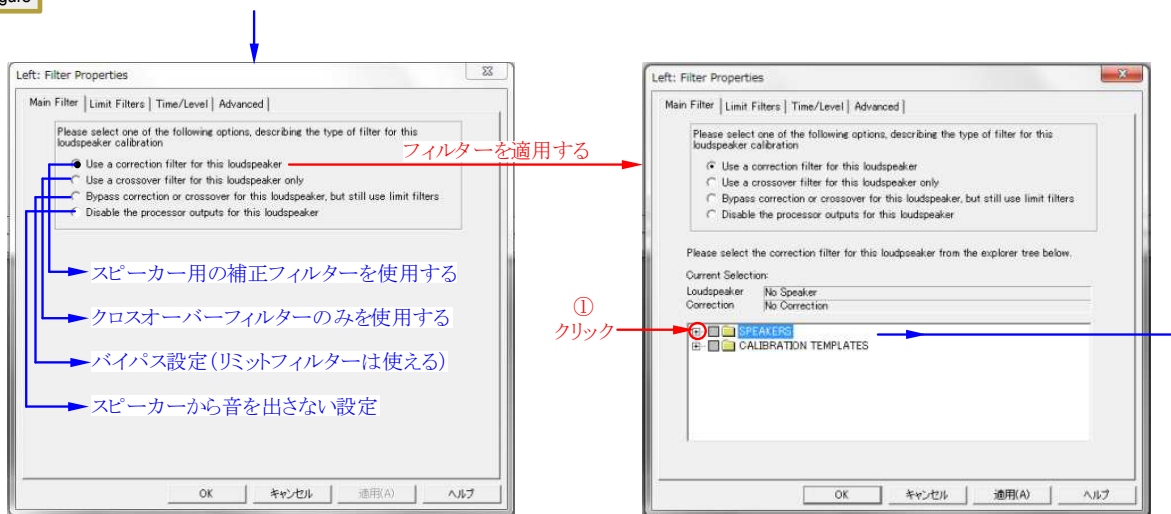 Left: Filter Properties
Main Filter Limit Filters Time/Level Advanced
Please select one of the following options, describing the type of filter for this
loudspeaker calibration
Use a correction filter for this loudspeaker
Use a crossover filter for this loudspeaker only
Bypass correction or crossover for this loudspeaker, but still use limit filters
Disable the processor outputs for this loudspeaker
スピーカー用の補正フィルターを使用する
クロスオーバーフィルターのみを使用する
バイパス設定(リミットフィルターは使える)
スピーカーから音を出さない設定
OK キャンセル 適用(A) ヘルプ
フィルターを適用する
Left: Filter Properties
Main Filter Limit Filters Time/Level Advanced
Please select one of the following options, describing the type of filter for this
loudspeaker calibration
Use a correction filter for this loudspeaker
Use a crossover filter for this loudspeaker only
Bypass correction or crossover for this loudspeaker, but still use limit filters
Disable the processor outputs for this loudspeaker
Please select the correction filter for this loudpseaker from the explorer tree below.
Current Selection:
Loudspeaker No Speaker
Correction No Correction
①
クリック
SPEAKERS
CALIBRATION TEMPLATES
OK キャンセル 適用(A) ヘルプ